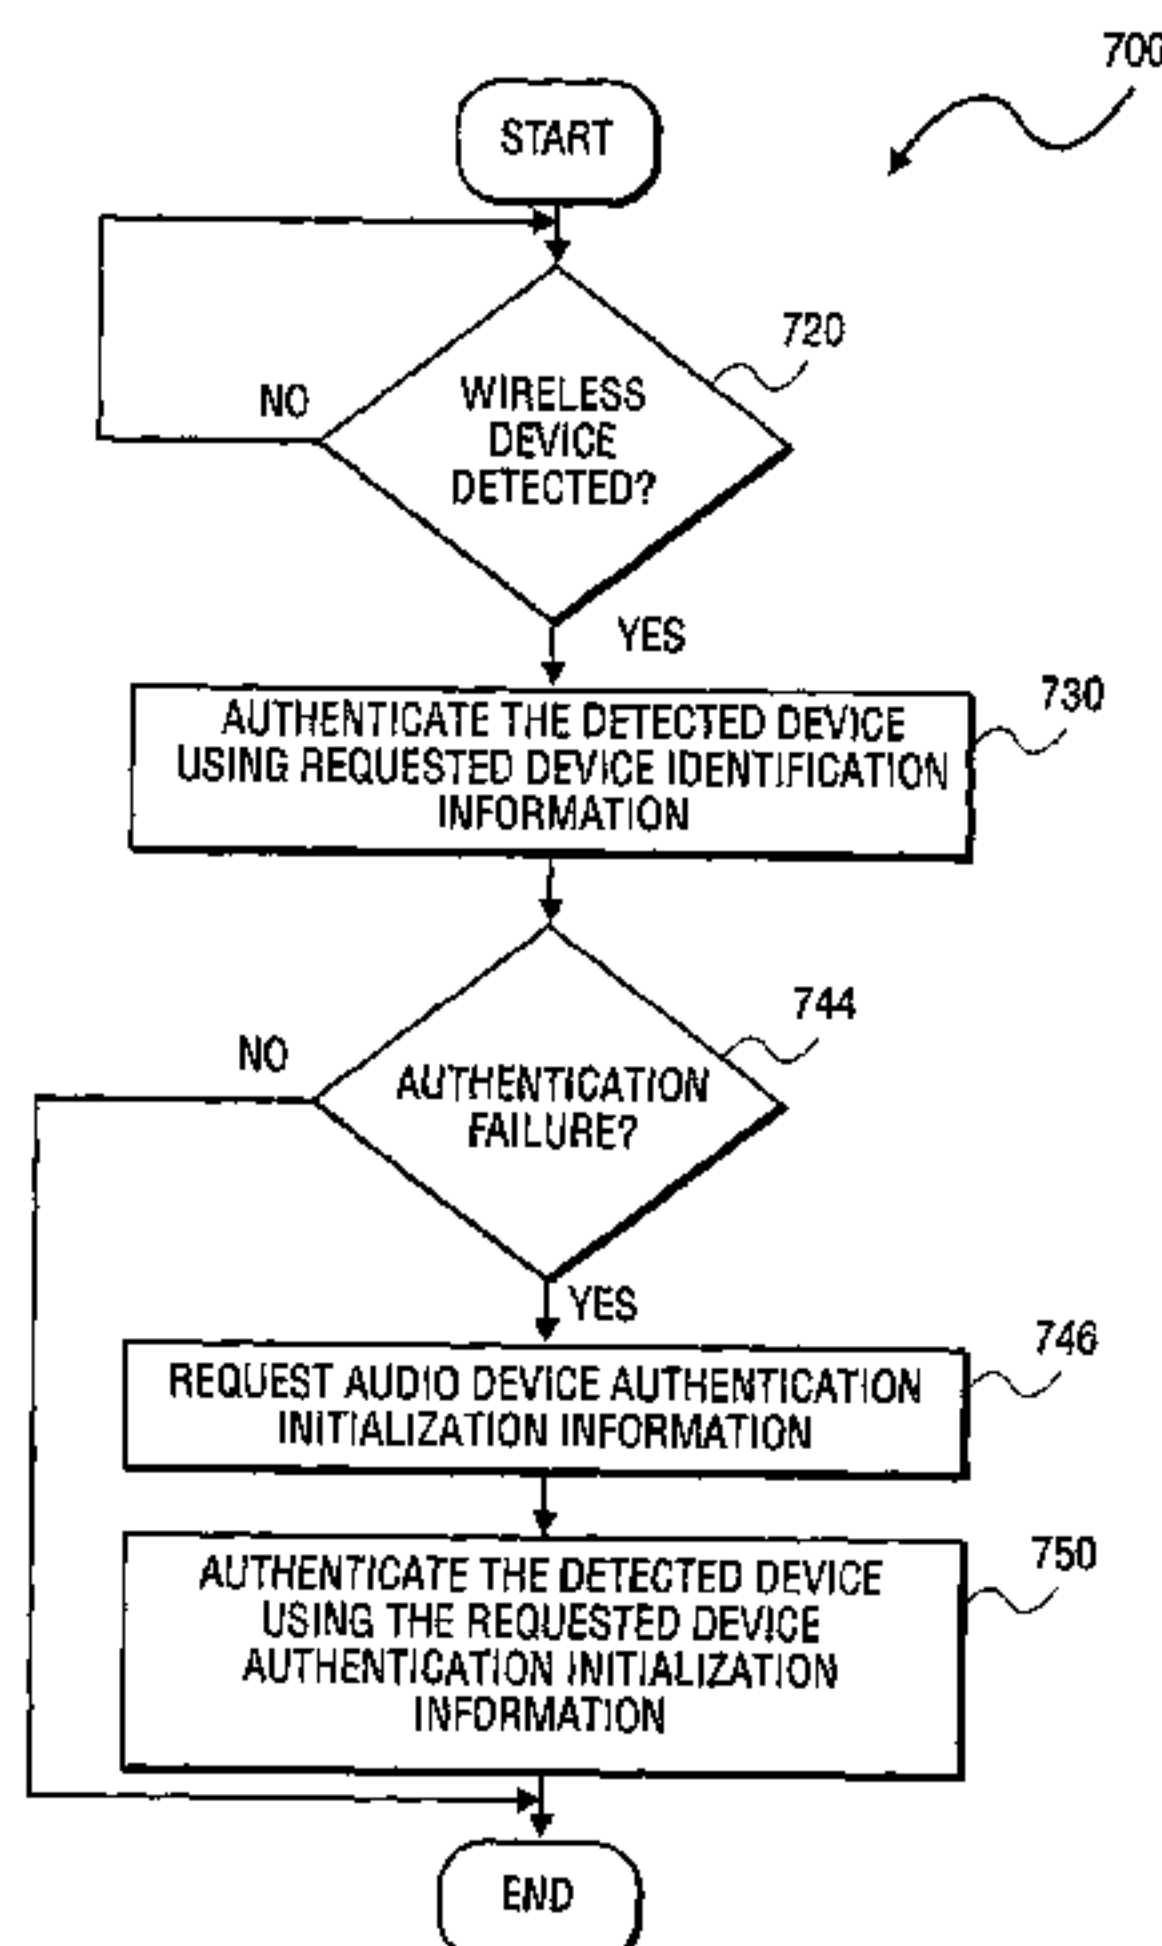 700
START
720
NO
WIRELESS
DEVICE
DETECTED?
YES
730
AUTHENTICATE THE DETECTED DEVICE
USING REQUESTED DEVICE IDENTIFICATION
INFORMATION
744
NO
AUTHENTICATION
FAILURE?
YES
746
REQUEST AUDIO DEVICE AUTHENTICATION
INITIALIZATION INFORMATION
750
AUTHENTICATE THE DETECTED DEVICE
USING THE REQUESTED DEVICE
AUTHENTICATION INITIALIZATION
INFORMATION
END